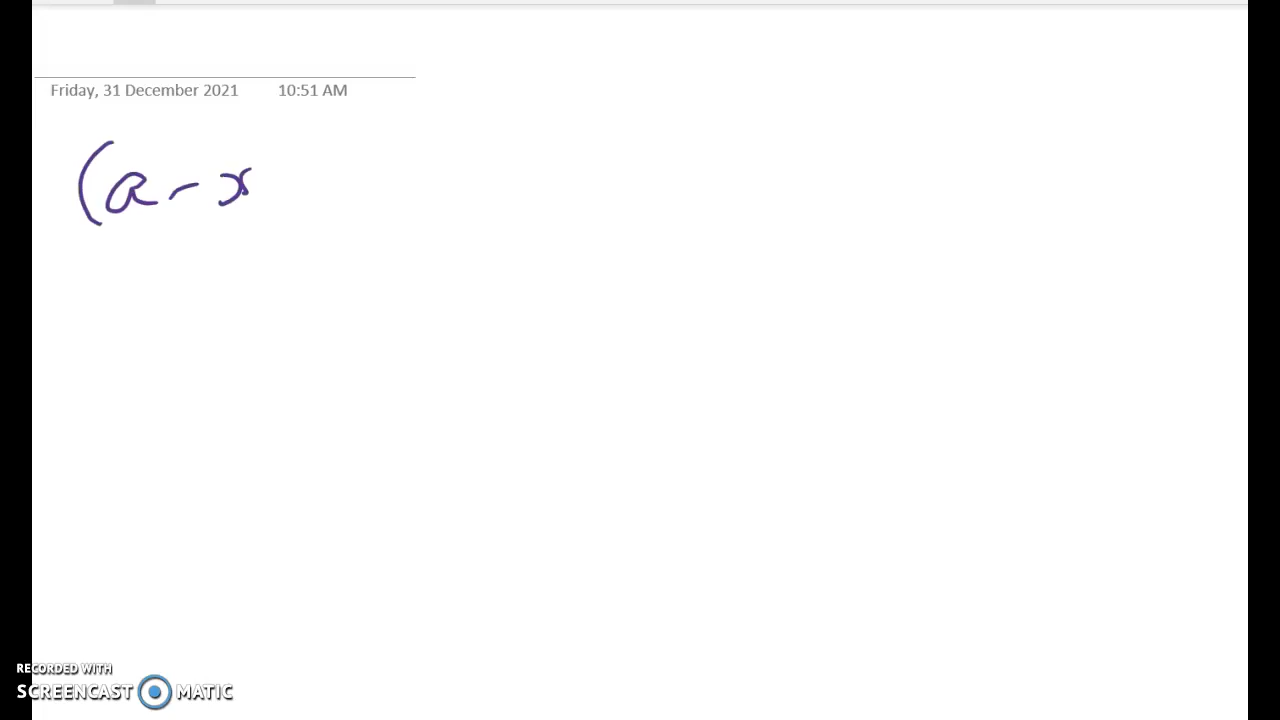 Friday, 31 December 2021 10:51 AM
(a - x
RECORDED WITH
SCREENCAST MATIC